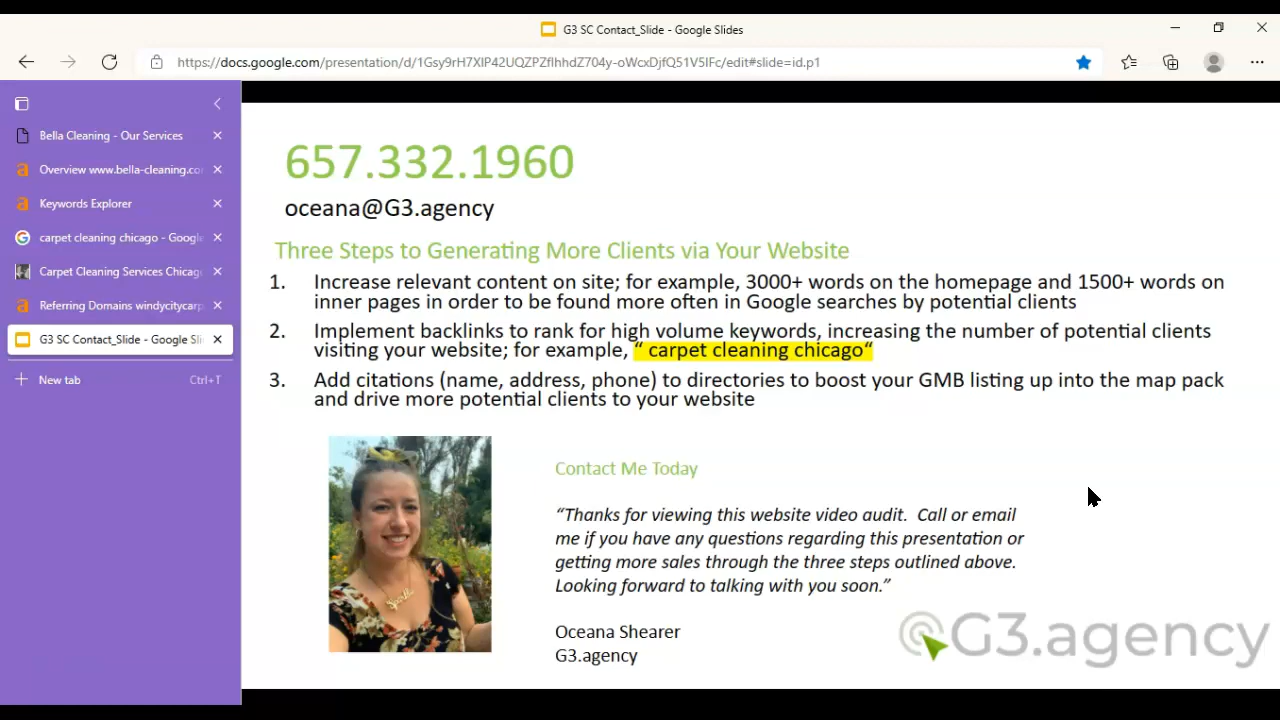 G3 SC Contact_Slide - Google Slides
https://docs.google.com/presentation/d/1Gsy9rH7XlP42UQZPZflhhdZ704y-oWcxDjfQ51V5lFc/edit#slide=id.p1
Bella Cleaning - Our Services
Overview www.bella-cleaning.co
Keywords Explorer
carpet cleaning chicago - Google
Carpet Cleaning Services Chicag
Referring Domains windycitycar
G3 SC Contact_Slide - Google Sli
New tab Ctrl+T
657.332.1960
oceana@G3.agency
Three Steps to Generating More Clients via Your Website
1. Increase relevant content on site; for example, 3000+ words on the homepage and 1500+ words on
inner pages in order to be found more often in Google searches by potential clients
2. Implement backlinks to rank for high volume keywords, increasing the number of potential clients
visiting your website; for example, “ carpet cleaning chicago“
3. Add citations (name, address, phone) to directories to boost your GMB listing up into the map pack
and drive more potential clients to your website
Contact Me Today
“Thanks for viewing this website video audit. Call or email
me if you have any questions regarding this presentation or
getting more sales through the three steps outlined above.
Looking forward to talking with you soon.”
Oceana Shearer
G3.agency
G3.agency